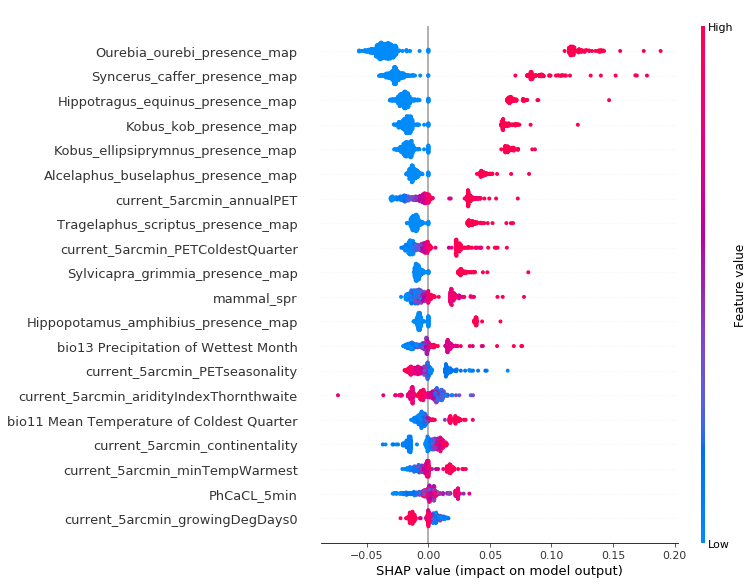 High
Ourebia_ourebi_presence_map
Syncerus_caffer_presence_map
Hippotragus_equinus_presence_map
Kobus_kob_presence_map
Kobus_ellipsiprymnus_presence_map
Alcelaphus_buselaphus_presence_map
current_5arcmin_annualPET
Tragelaphus_scriptus_presence_map
current_5arcmin_PETColdestQuarter
Sylvicapra_grimmia_presence_map
mammal_spr
Hippopotamus_amphibius_presence_map
bio13 Precipitation of Wettest Month
current_5arcmin_PETseasonality
current_5arcmin_aridityIndexThornthwaite
bio11 Mean Temperature of Coldest Quarter
current_5arcmin_continentality
current_5arcmin_minTempWarmest
PhCaCL_5min
current_5arcmin_growingDegDays0
Feature value
Low
−0.05 0.00 0.05 0.10 0.15 0.20
SHAP value (impact on model output)